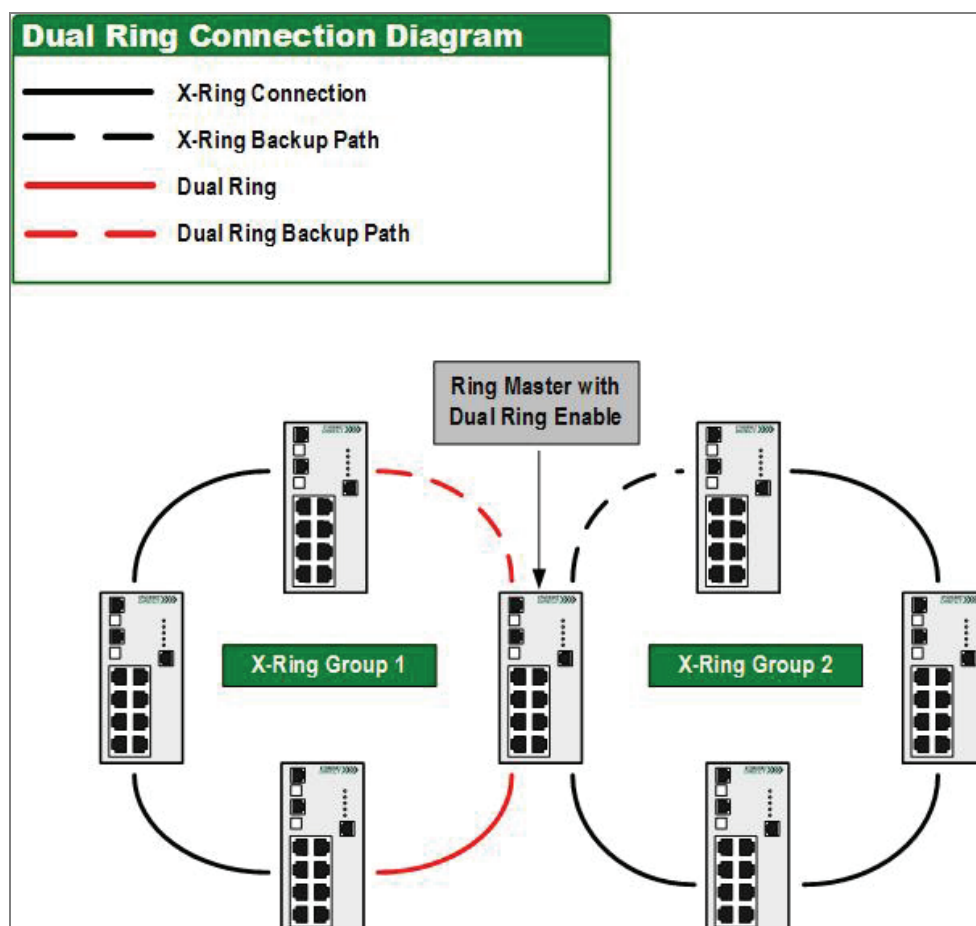 Dual Ring Connection Diagram
X-Ring Connection
X-Ring Backup Path
Dual Ring
Dual Ring Backup Path
Ring Master with
Dual Ring Enable
X-Ring Group 1
X-Ring Group 2